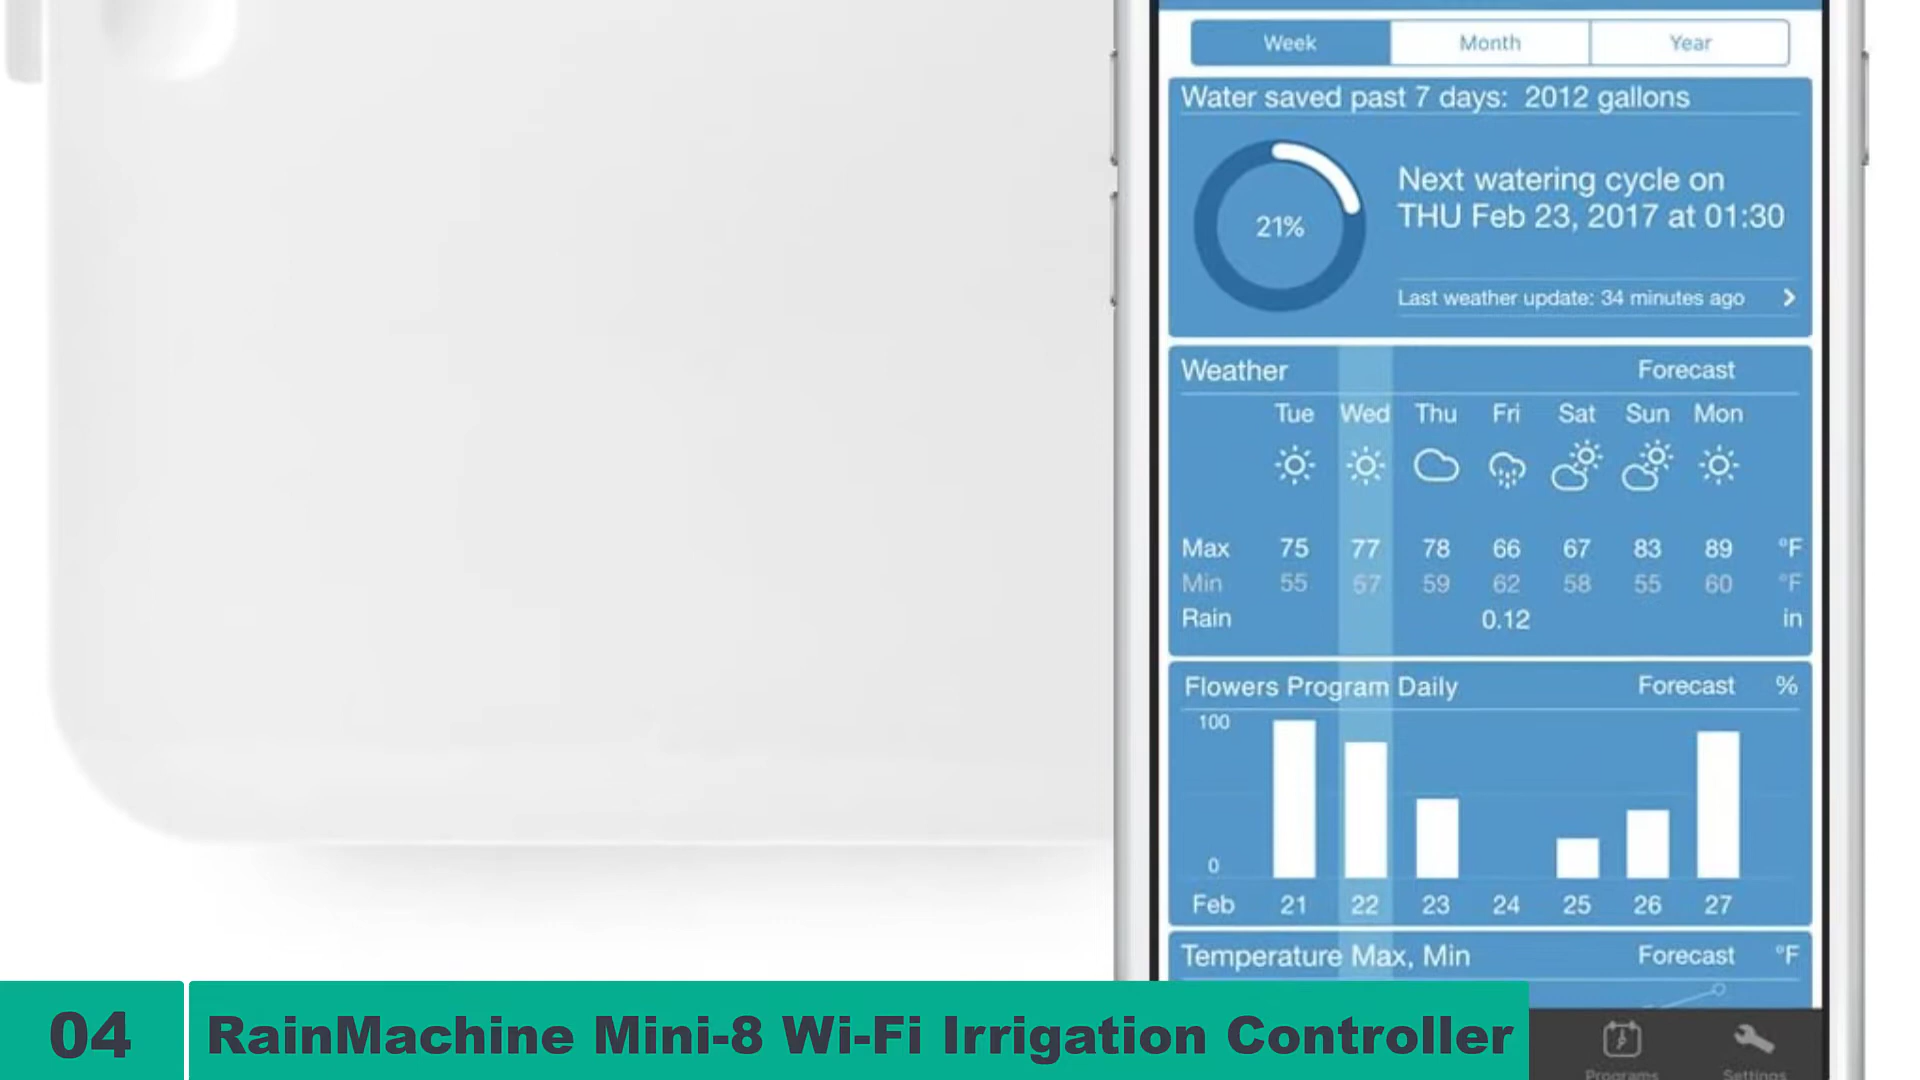 Week Month Year
Water saved past 7 days: 2012 gallons
21%
Next watering cycle on
THU Feb 23, 2017 at 01:30
Last weather update: 34 minutes ago
Weather Forecast
Tue Wed Thu Fri Sat Sun Mon
Max 75 77 78 66 67 83 89 °F
Min 55 57 59 62 58 55 60 °F
Rain 0.12 in
Flowers Program Daily Forecast %
100
0
Feb 21 22 23 24 25 26 27
Temperature Max, Min Forecast °F
Programs Settings
04 RainMachine Mini-8 Wi-Fi Irrigation Controller